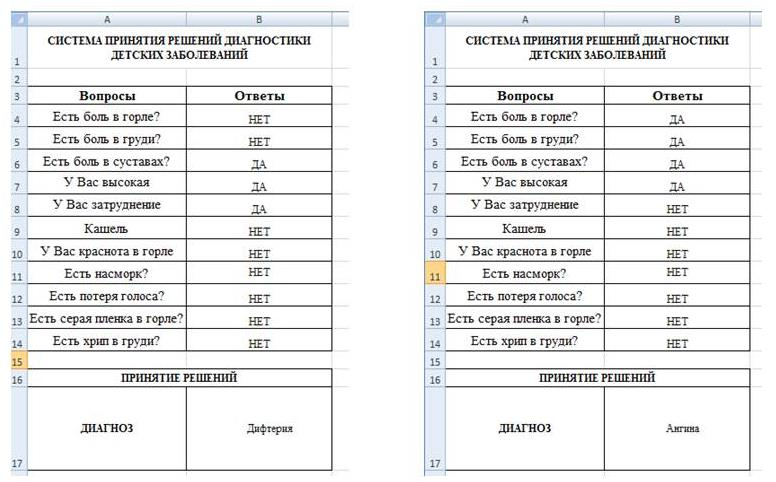 A B
1 СИСТЕМА ПРИНЯТИЯ РЕШЕНИЙ ДИАГНОСТИКИ
ДЕТСКИХ ЗАБОЛЕВАНИЙ
2
3 Вопросы Ответы
4 Есть боль в горле? НЕТ
5 Есть боль в груди? НЕТ
6 Есть боль в суставах? ДА
7 У Вас высокая ДА
8 У Вас затруднение ДА
9 Кашель НЕТ
10 У Вас краснота в горле НЕТ
11 Есть насморк? НЕТ
12 Есть потеря голоса? НЕТ
13 Есть серая пленка в горле? НЕТ
14 Есть хрип в груди? НЕТ
15
16 ПРИНЯТИЕ РЕШЕНИЙ
17 ДИАГНОЗ Дифтерия
A B
1 СИСТЕМА ПРИНЯТИЯ РЕШЕНИЙ ДИАГНОСТИКИ
ДЕТСКИХ ЗАБОЛЕВАНИЙ
2
3 Вопросы Ответы
4 Есть боль в горле? ДА
5 Есть боль в груди? ДА
6 Есть боль в суставах? ДА
7 У Вас высокая ДА
8 У Вас затруднение НЕТ
9 Кашель НЕТ
10 У Вас краснота в горле НЕТ
11 Есть насморк? НЕТ
12 Есть потеря голоса? НЕТ
13 Есть серая пленка в горле? НЕТ
14 Есть хрип в груди? НЕТ
15
16 ПРИНЯТИЕ РЕШЕНИЙ
17 ДИАГНОЗ Ангина